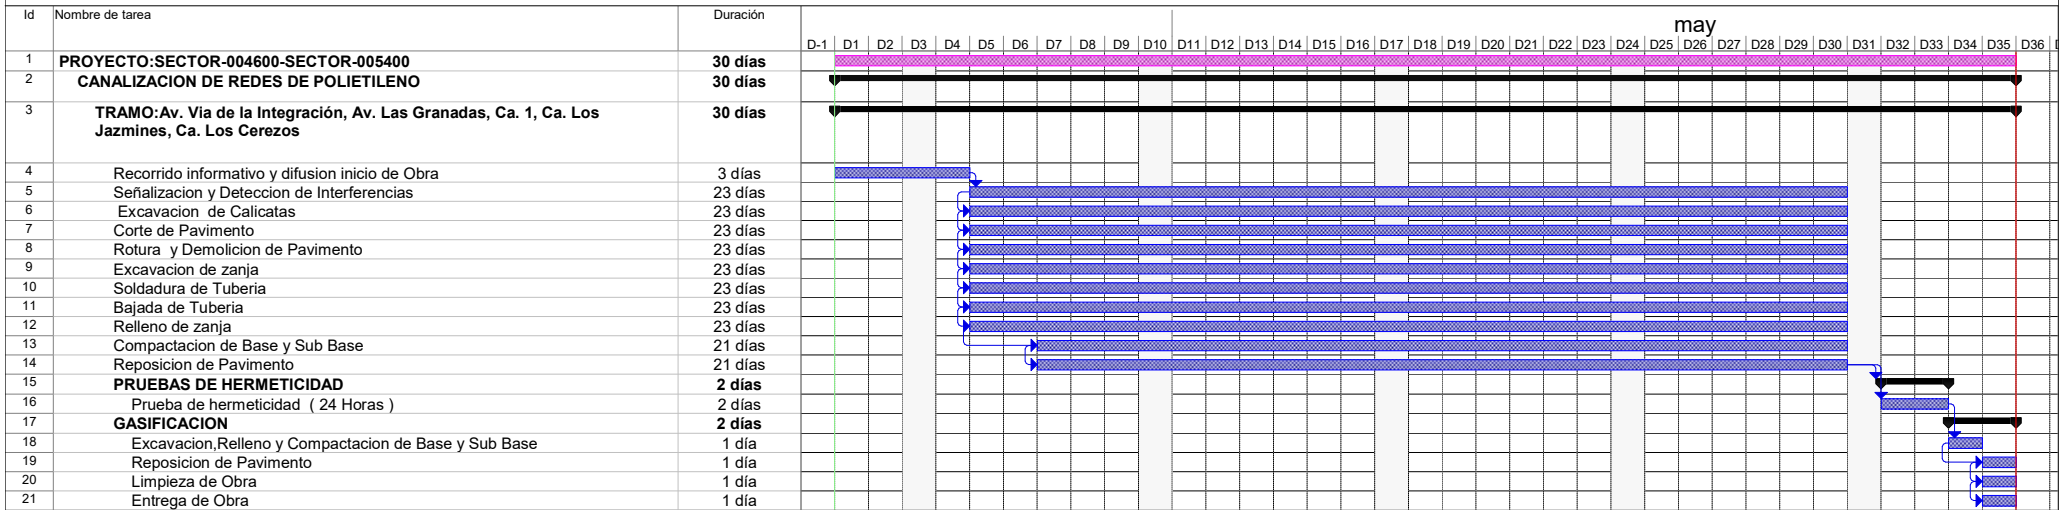 Id Nombre de tarea Duración
may
D-1 D1 D2 D3 D4 D5 D6 D7 D8 D9 D10 D11 D12 D13 D14 D15 D16 D17 D18 D19 D20 D21 D22 D23 D24 D25 D26 D27 D28 D29 D30 D31 D32 D33 D34 D35 D36
1 PROYECTO:SECTOR-004600-SECTOR-005400 30 días
2 CANALIZACION DE REDES DE POLIETILENO 30 días
3 TRAMO:Av. Via de la Integración, Av. Las Granadas, Ca. 1, Ca. Los 30 días
Jazmines, Ca. Los Cerezos
4 Recorrido informativo y difusion inicio de Obra 3 días
5 Señalizacion y Deteccion de Interferencias 23 días
6 Excavacion de Calicatas 23 días
7 Corte de Pavimento 23 días
8 Rotura y Demolicion de Pavimento 23 días
9 Excavacion de zanja 23 días
10 Soldadura de Tuberia 23 días
11 Bajada de Tuberia 23 días
12 Relleno de zanja 23 días
13 Compactacion de Base y Sub Base 21 días
14 Reposicion de Pavimento 21 días
15 PRUEBAS DE HERMETICIDAD 2 días
16 Prueba de hermeticidad ( 24 Horas ) 2 días
17 GASIFICACION 2 días
18 Excavacion,Relleno y Compactacion de Base y Sub Base 1 día
19 Reposicion de Pavimento 1 día
20 Limpieza de Obra 1 día
21 Entrega de Obra 1 día